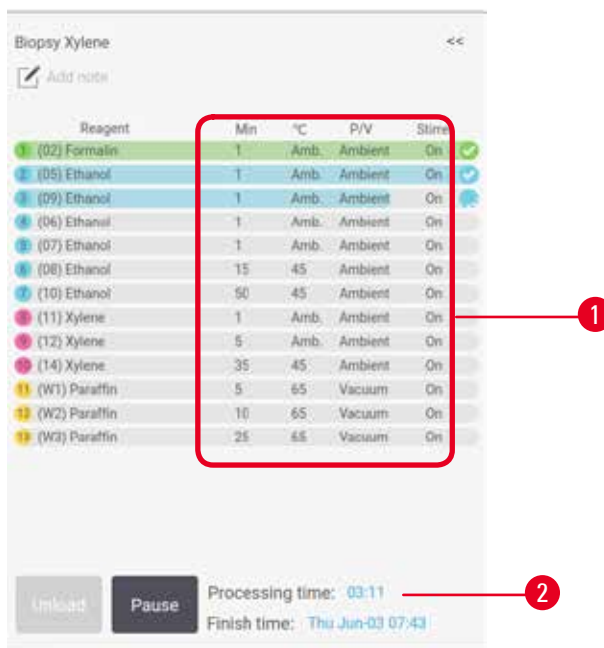 Biopsy Xylene <<
Add note
Reagent Min °C P/V Stirre
1 (02) Formalin 1 Amb. Ambient On
2 (05) Ethanol 1 Amb. Ambient On
3 (09) Ethanol 1 Amb. Ambient On
4 (06) Ethanol 1 Amb. Ambient On
5 (07) Ethanol 1 Amb. Ambient On
6 (08) Ethanol 15 45 Ambient On
7 (10) Ethanol 50 45 Ambient On
8 (11) Xylene 1 Amb. Ambient On
9 (12) Xylene 5 Amb. Ambient On
10 (14) Xylene 35 45 Ambient On
11 (W1) Paraffin 5 65 Vacuum On
12 (W2) Paraffin 10 65 Vacuum On
13 (W3) Paraffin 25 65 Vacuum On
1
Unload Pause Processing time: 03:11 2
Finish time: Thu Jun-03 07:43